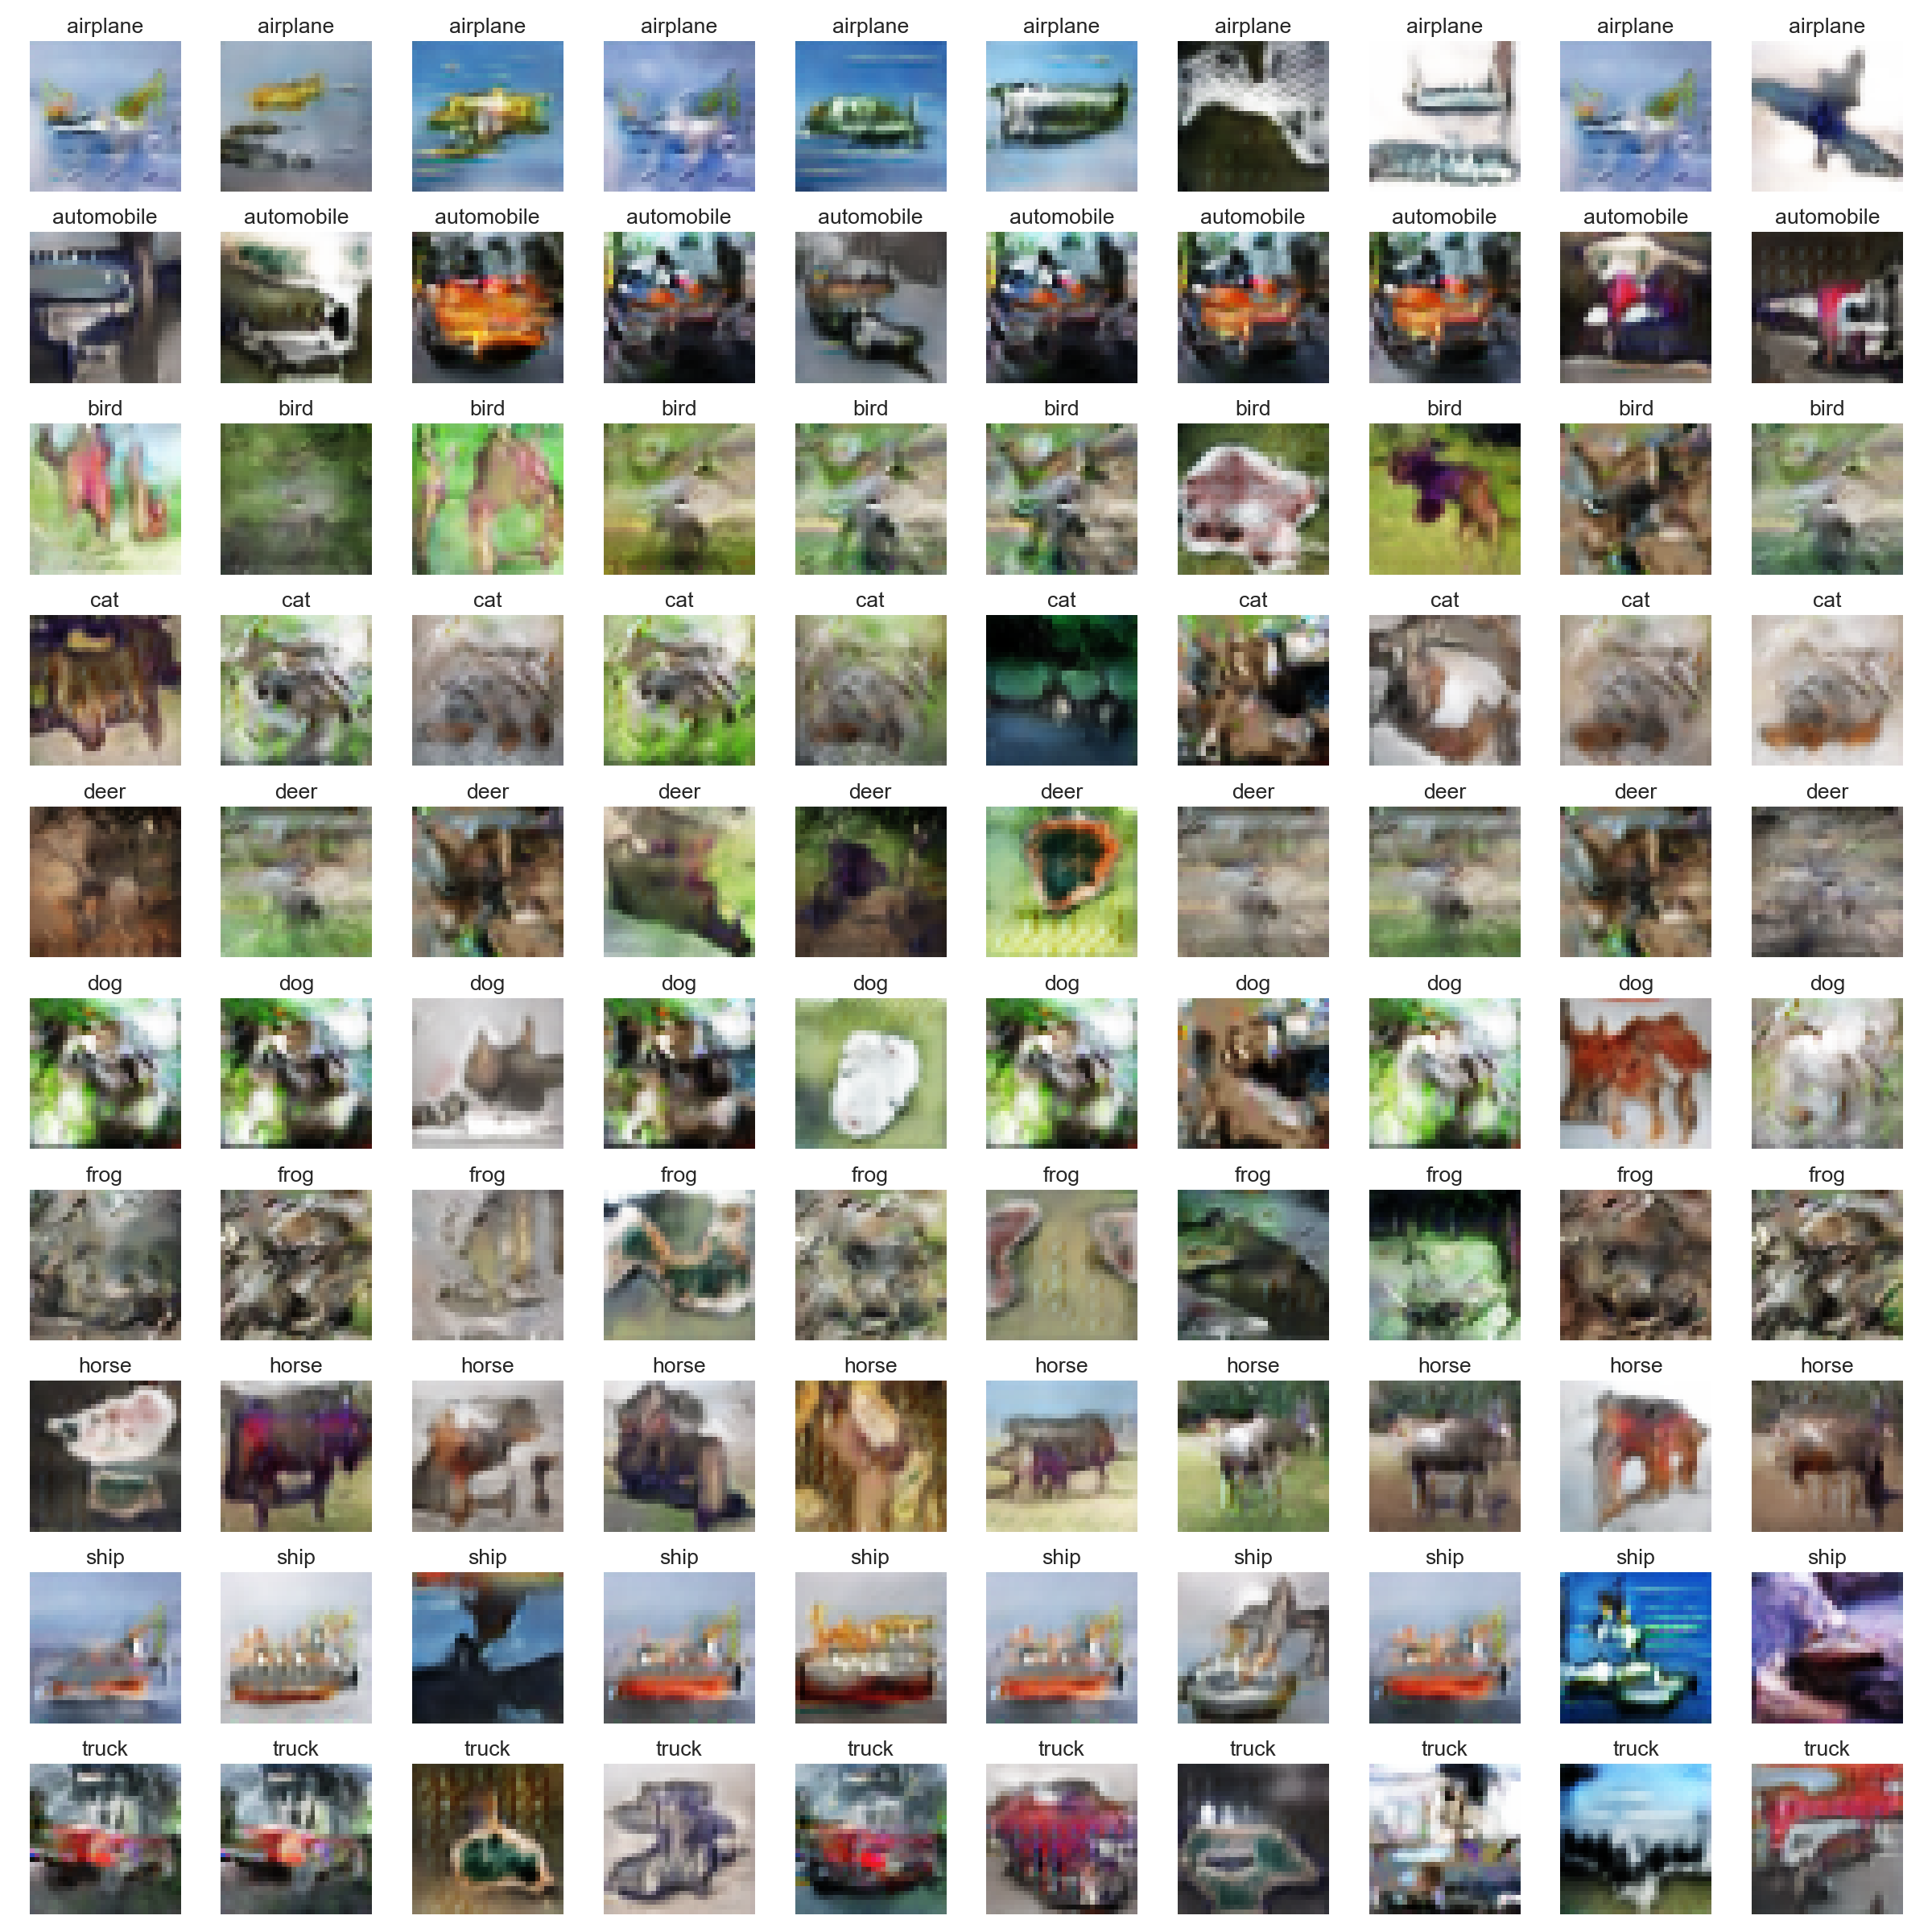 airplane airplane airplane airplane airplane airplane airplane airplane airplane airplane
automobile automobile automobile automobile automobile automobile automobile automobile automobile automobile
bird bird bird bird bird bird bird bird bird bird
cat cat cat cat cat cat cat cat cat cat
deer deer deer deer deer deer deer deer deer deer
dog dog dog dog dog dog dog dog dog dog
frog frog frog frog frog frog frog frog frog frog
horse horse horse horse horse horse horse horse horse horse
ship ship ship ship ship ship ship ship ship ship
truck truck truck truck truck truck truck truck truck truck